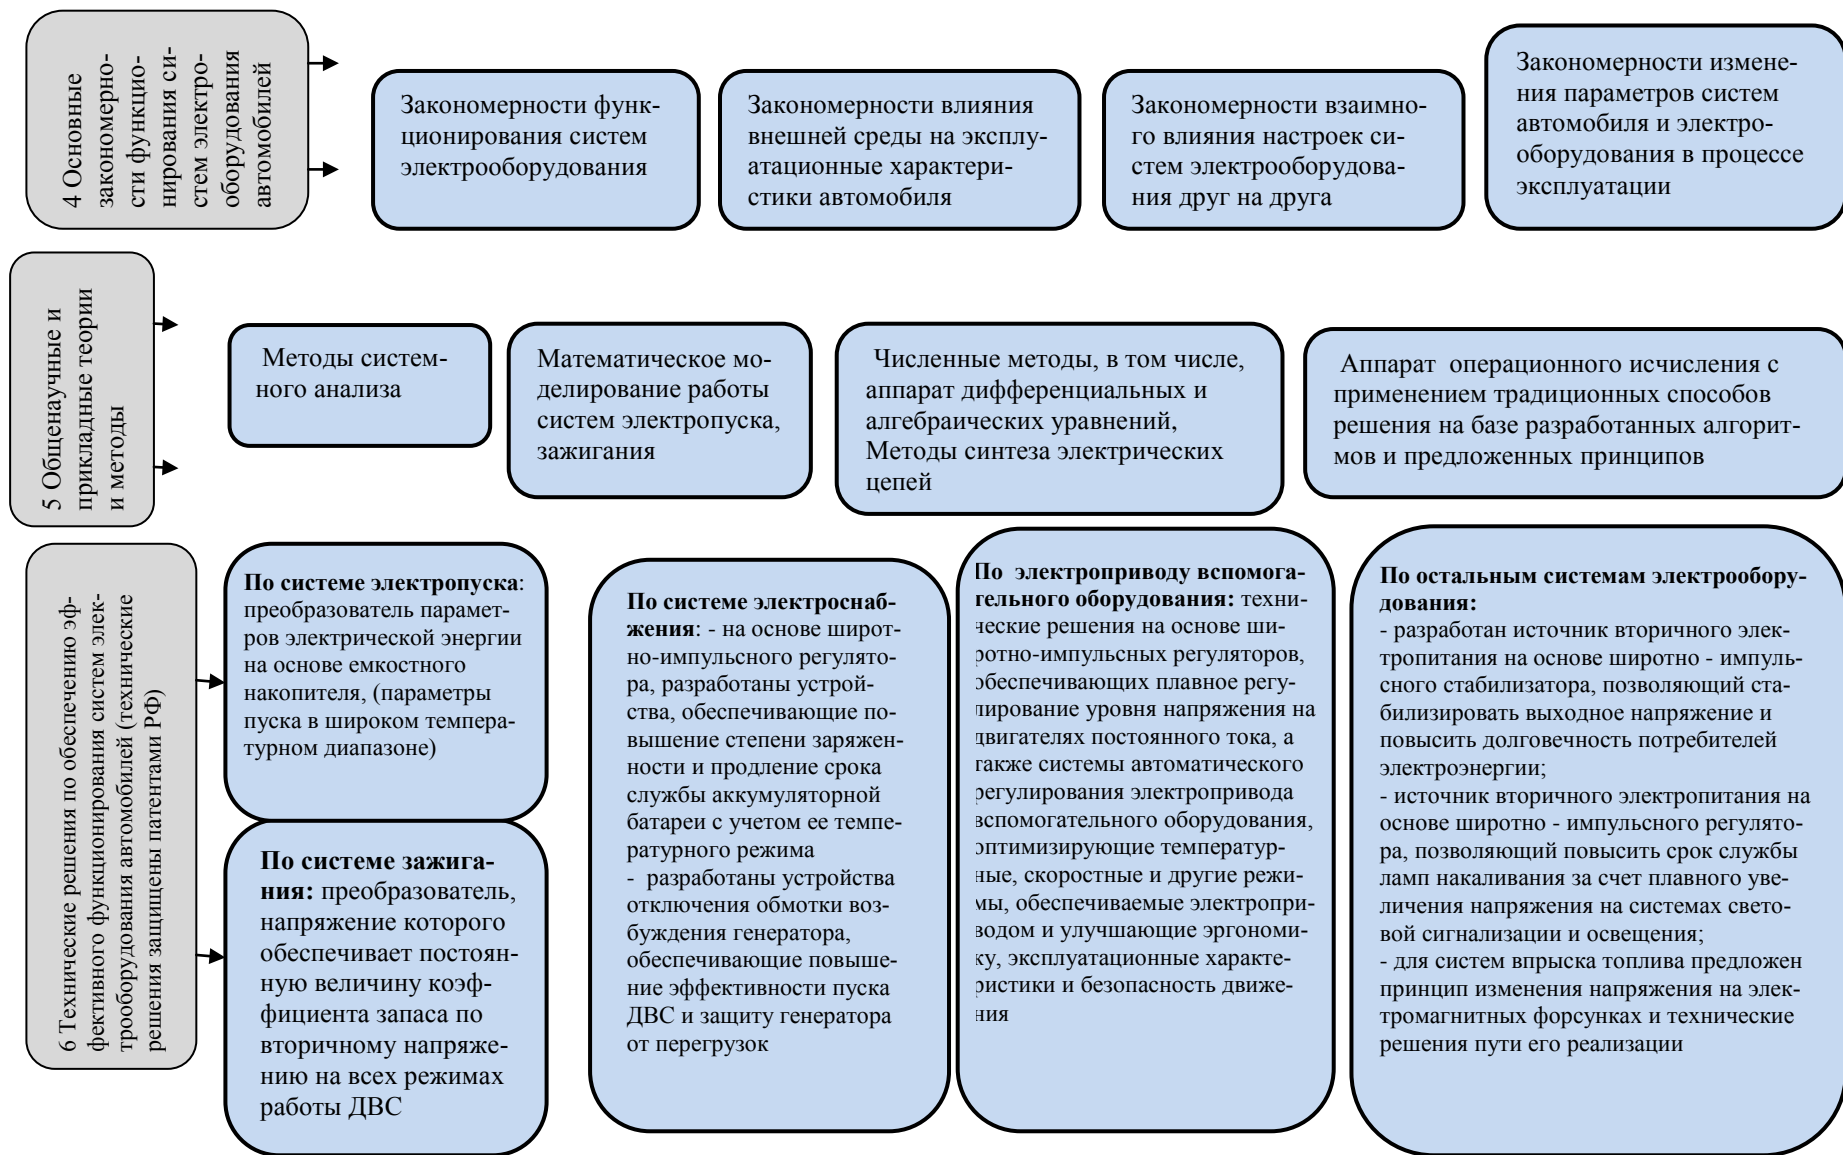 4 Основные
закономерно-
сти функцио-
нирования си-
стем электро-
оборудования
автомобилей
Закономерности функ-
ционирования систем
электрооборудования
Закономерности влияния
внешней среды на эксплу-
атационные характери-
стики автомобиля
Закономерности взаимно-
го влияния настроек си-
стем электрооборудова-
ния друг на друга
Закономерности измене-
ния параметров систем
автомобиля и электро-
оборудования в процессе
эксплуатации
5 Общенаучные и
прикладные теории
и методы
Методы систем-
ного анализа
Математическое мо-
делирование работы
систем электропуска,
зажигания
Численные методы, в том числе,
аппарат дифференциальных и
алгебраических уравнений,
Методы синтеза электрических
цепей
Аппарат операционного исчисления с
применением традиционных способов
решения на базе разработанных алгорит-
мов и предложенных принципов
6 Технические решения по обеспечению эф-
фективного функционирования систем элек-
трооборудования автомобилей (технические
решения защищены патентами РФ)
По системе электропуска:
преобразователь парамет-
ров электрической энергии
на основе емкостного
накопителя, (параметры
пуска в широком темпера-
турном диапазоне)
По системе зажига-
ния: преобразователь,
напряжение которого
обеспечивает постоян-
ную величину коэф-
фициента запаса по
вторичному напряже-
нию на всех режимах
работы ДВС
По системе электроснаб-
жения: - на основе широт-
но-импульсного регулято-
ра, разработаны устрой-
ства, обеспечивающие по-
вышение степени заряжен-
ности и продление срока
службы аккумуляторной
батареи с учетом ее темпе-
ратурного режима
- разработаны устройства
отключения обмотки воз-
буждения генератора,
обеспечивающие повыше-
ние эффективности пуска
ДВС и защиту генератора
от перегрузок
По электроприводу вспомога-
тельного оборудования: техни-
ческие решения на основе ши-
ротно-импульсных регуляторов,
обеспечивающих плавное регу-
лирование уровня напряжения на
двигателях постоянного тока, а
также системы автоматического
регулирования электропривода
вспомогательного оборудования,
оптимизирующие температур-
ные, скоростные и другие режи-
мы, обеспечиваемые электропри-
водом и улучшающие эргономи-
ку, эксплуатационные характе-
ристики и безопасность движе-
ния
По остальным системам электрообору-
дования:
- разработан источник вторичного элек-
тропитания на основе широтно - импуль-
сного стабилизатора, позволяющий ста-
билизировать выходное напряжение и
повысить долговечность потребителей
электроэнергии;
- источник вторичного электропитания на
основе широтно - импульсного регулято-
ра, позволяющий повысить срок службы
ламп накаливания за счет плавного уве-
личения напряжения на системах свето-
вой сигнализации и освещения;
- для систем впрыска топлива предложен
принцип изменения напряжения на элек-
тромагнитных форсунках и технические
решения пути его реализации